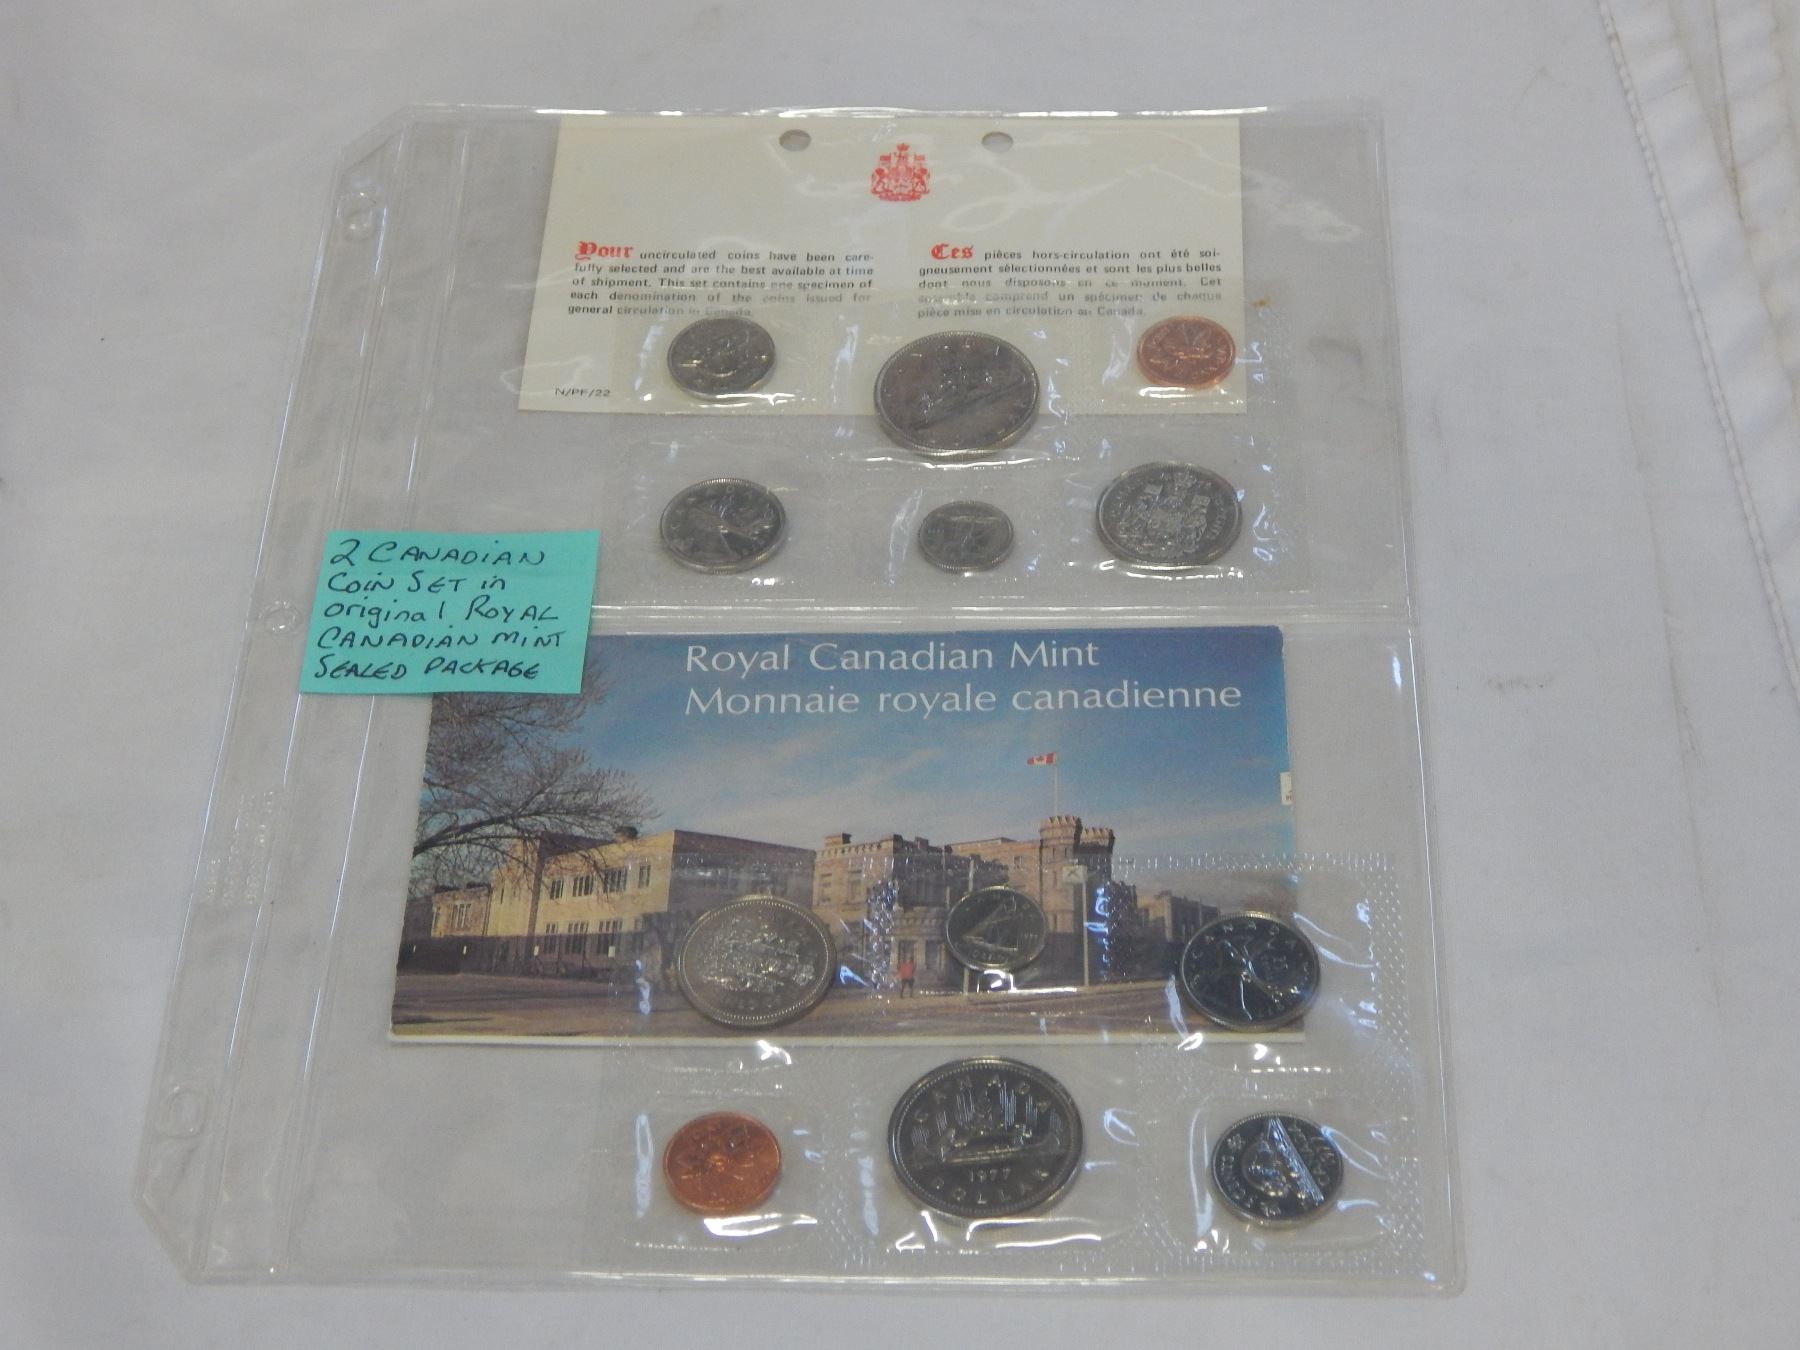 Your uncirculated coins have been care-
fully selected and are the best available at time
of shipment. This set contains one specimen of
each denomination of the coins issued for
general circulation in Canada.
Ces pièces hors-circulation ont été soi-
gneusement sélectionnées et sont les plus belles
dont nous disposons en ce moment. Cet
ensemble comprend un spécimen de chaque
pièce mise en circulation au Canada.
N/PF/22
2 CANADIAN
COIN SET in
original ROYAL
CANADIAN MINT
SEALED PACKAGE
Royal Canadian Mint
Monnaie royale canadienne
CANADA
CANADA
1977
DOLLAR
5 CENTS